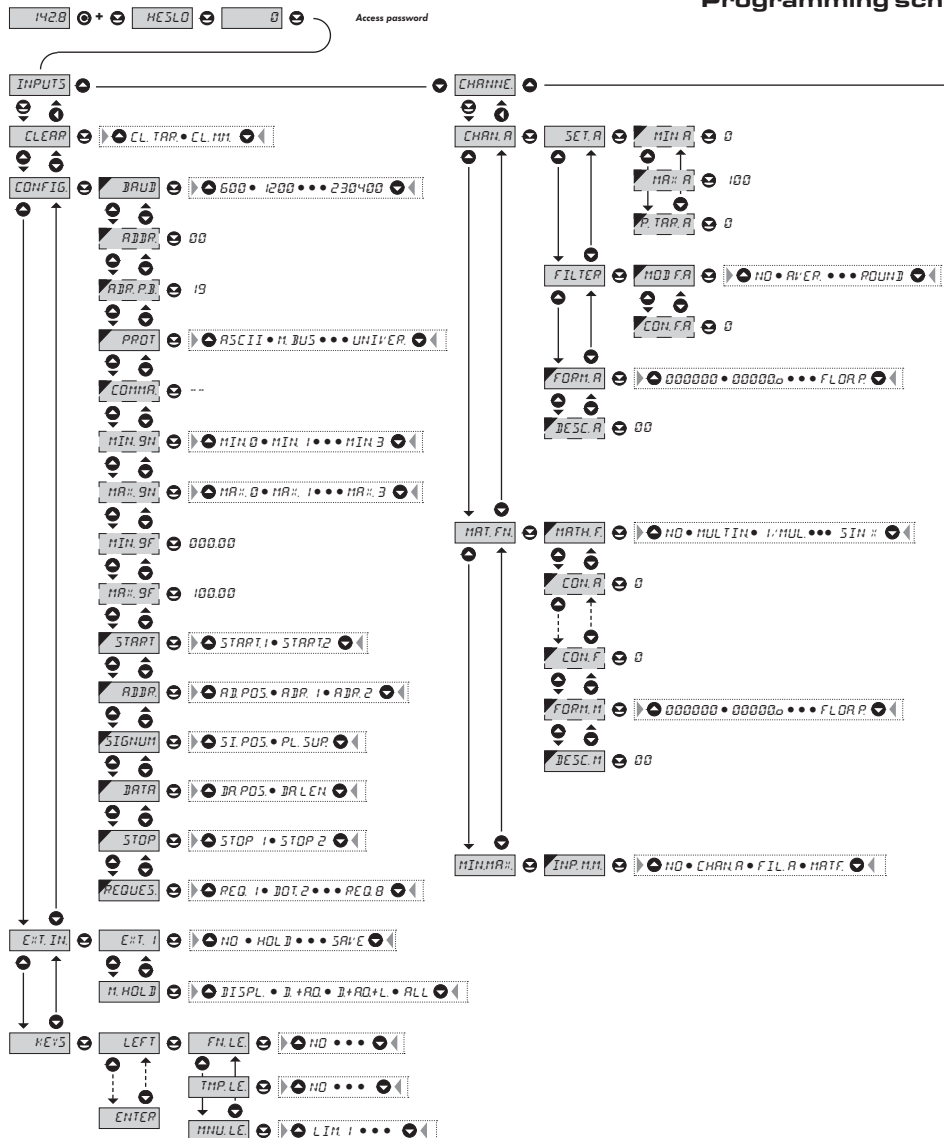 Programming sch
142.8 + HESLO 0 Access password
INPUTS
CLEAR CL. TAR. • CL. MM.
CONFIG.
BAUD 600 • 1200 ••• 230400
ADDR. 00
ADR. P.B. 19
PROT ASCII • M. BUS ••• UNIVER.
COMMA. --
MIN. 9N MIN. 0 • MIN. 1 ••• MIN. 3
MAX. 9N MAX. 0 • MAX. 1 ••• MAX. 3
MIN. 9F 000.00
MAX. 9F 100.00
START START.1 • START.2
ADDR. AD. POS. • ADR. 1 • ADR. 2
SIGNUM SI. POS. • PL. SUP.
DATA DA. POS. • DA. LEN.
STOP STOP 1 • STOP 2
REQUES. REQ. 1 • DOT. 2 ••• REQ. 8
EXT. IN.
EXT. 1 NO • HOLD ••• SAVE
M. HOLD DISPL. • D. +AO. • D.+AO.+L. • ALL
KEYS
LEFT
FN. LE. NO •••
TMP. LE. NO •••
MNU. LE. LIM. 1 •••
ENTER
CHANNE.
CHAN. A
SET. A
MIN A 0
MAX A 100
P. TAR. A 0
FILTER
MOD F.A NO • AVER. ••• ROUND
CON. F.A 0
FORM. A 000000 • 00000.0 ••• FLOA.P.
DESC. A 00
MAT. FN.
MATH. F. NO • MULTIN • 1/MUL. ••• SIN X
CON. A 0
CON. F 0
FORM. M 000000 • 00000.0 ••• FLOA.P.
DESC. M 00
MIN.MAX.
INP. M.M. NO • CHAN. A • FIL. A • MAT.F.